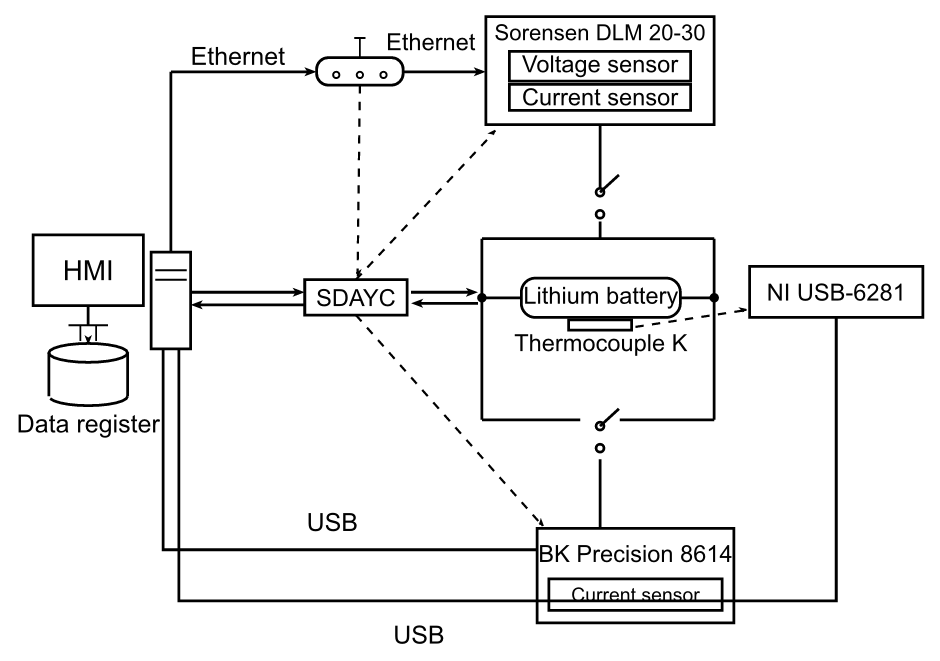 Sorensen DLM 20-30
Ethernet
Ethernet
Voltage sensor
Current sensor
HMI
SDAYC
Lithium battery
NI USB-6281
Thermocouple K
Data register
USB
BK Precision 8614
Current sensor
USB